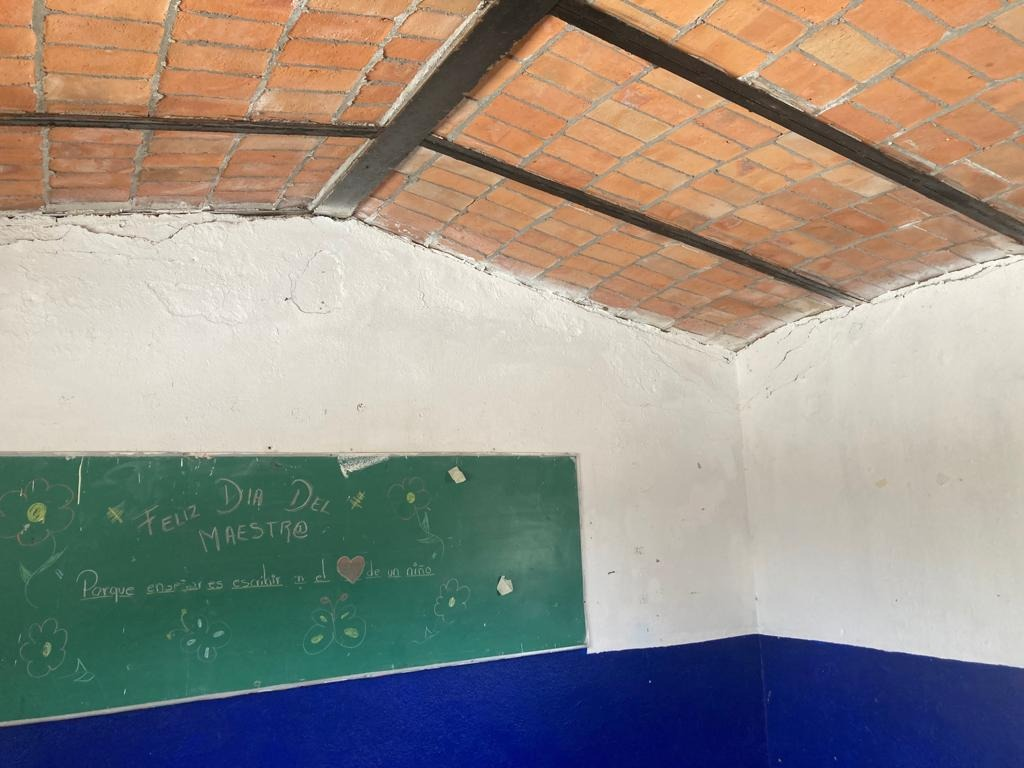 FELIZ DIA DEL
MAESTR@
Porque enseñar es escribir en el de un niño